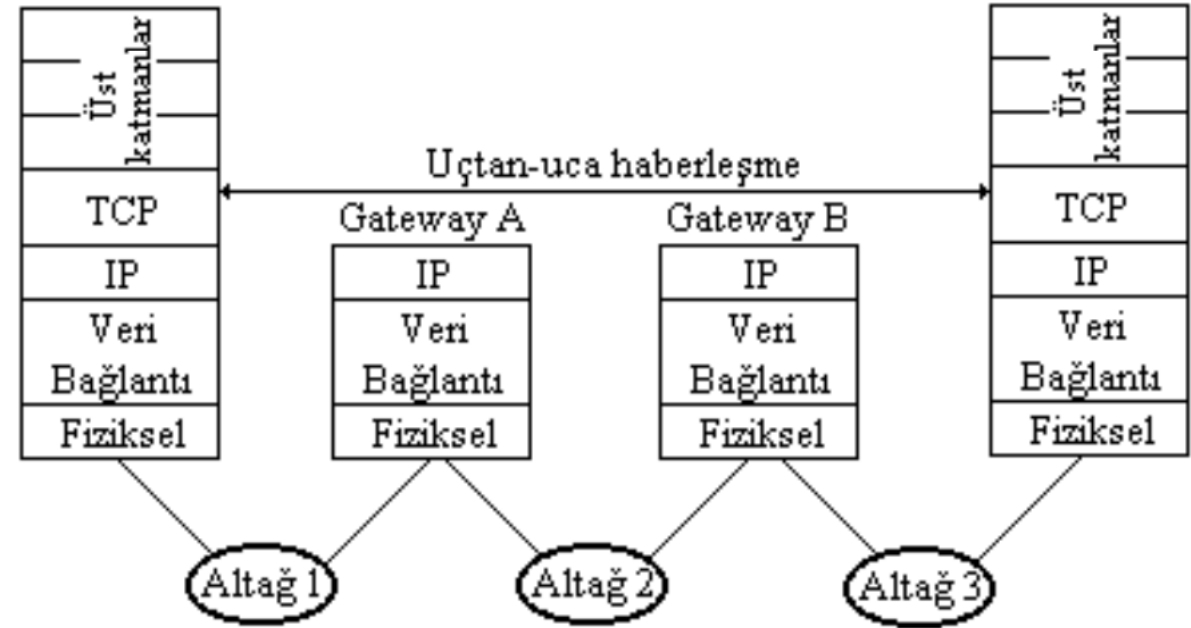 Üst
katmanlar
Üst
katmanlar
Uçtan-uca haberleşme
TCP
Gateway A
Gateway B
TCP
IP
IP
IP
IP
Veri
Bağlantı
Veri
Bağlantı
Veri
Bağlantı
Veri
Bağlantı
Fiziksel
Fiziksel
Fiziksel
Fiziksel
Altağ 1
Altağ 2
Altağ 3